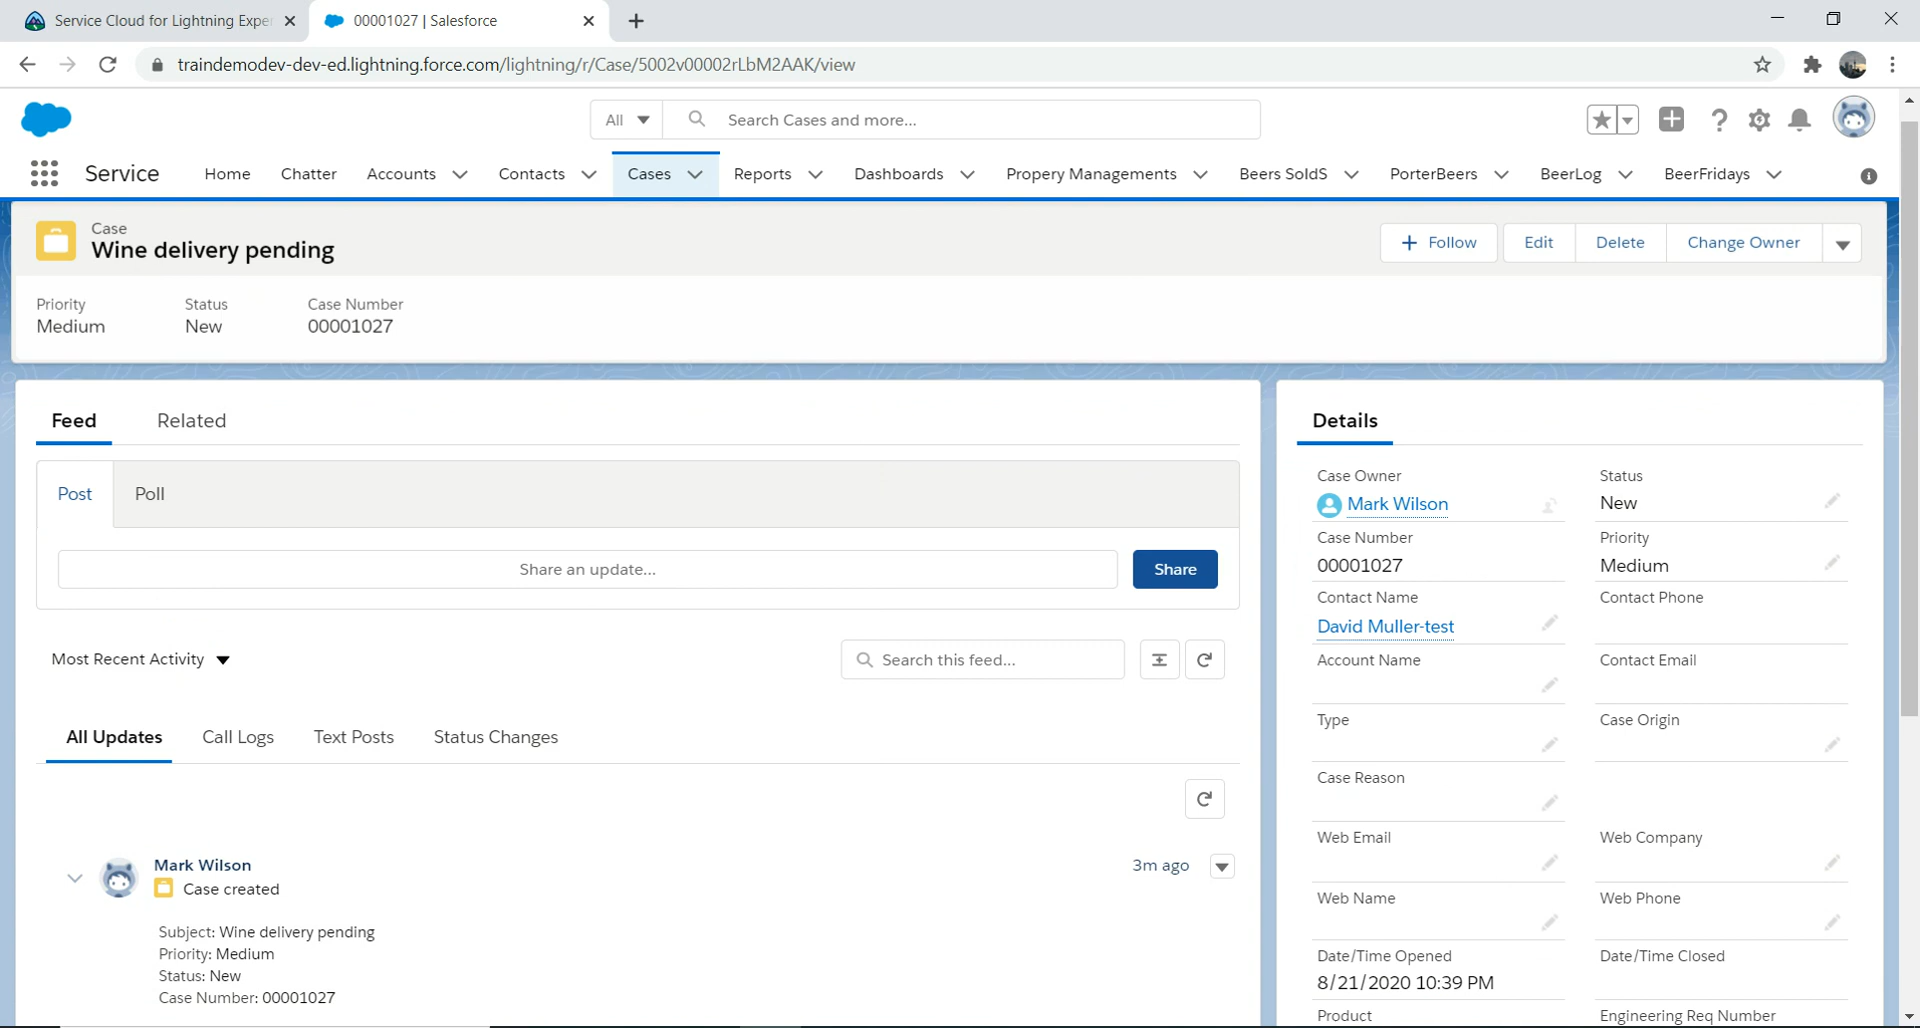 Service Cloud for Lightning Exper
00001027 | Salesforce
traindemodev-dev-ed.lightning.force.com/lightning/r/Case/5002v00002rLbM2AAK/view
All
Search Cases and more...
Service
Home
Chatter
Accounts
Contacts
Cases
Reports
Dashboards
Propery Managements
Beers SoldS
PorterBeers
BeerLog
BeerFridays
Case
Wine delivery pending
+ Follow
Edit
Delete
Change Owner
Priority
Medium
Status
New
Case Number
00001027
Feed
Related
Post
Poll
Share an update...
Share
Most Recent Activity
Search this feed...
All Updates
Call Logs
Text Posts
Status Changes
Mark Wilson
3m ago
Case created
Subject: Wine delivery pending
Priority: Medium
Status: New
Case Number: 00001027
Details
Case Owner
Mark Wilson
Status
New
Case Number
00001027
Priority
Medium
Contact Name
David Muller-test
Contact Phone
Account Name
Contact Email
Type
Case Origin
Case Reason
Web Email
Web Company
Web Name
Web Phone
Date/Time Opened
8/21/2020 10:39 PM
Date/Time Closed
Product
Engineering Req Number